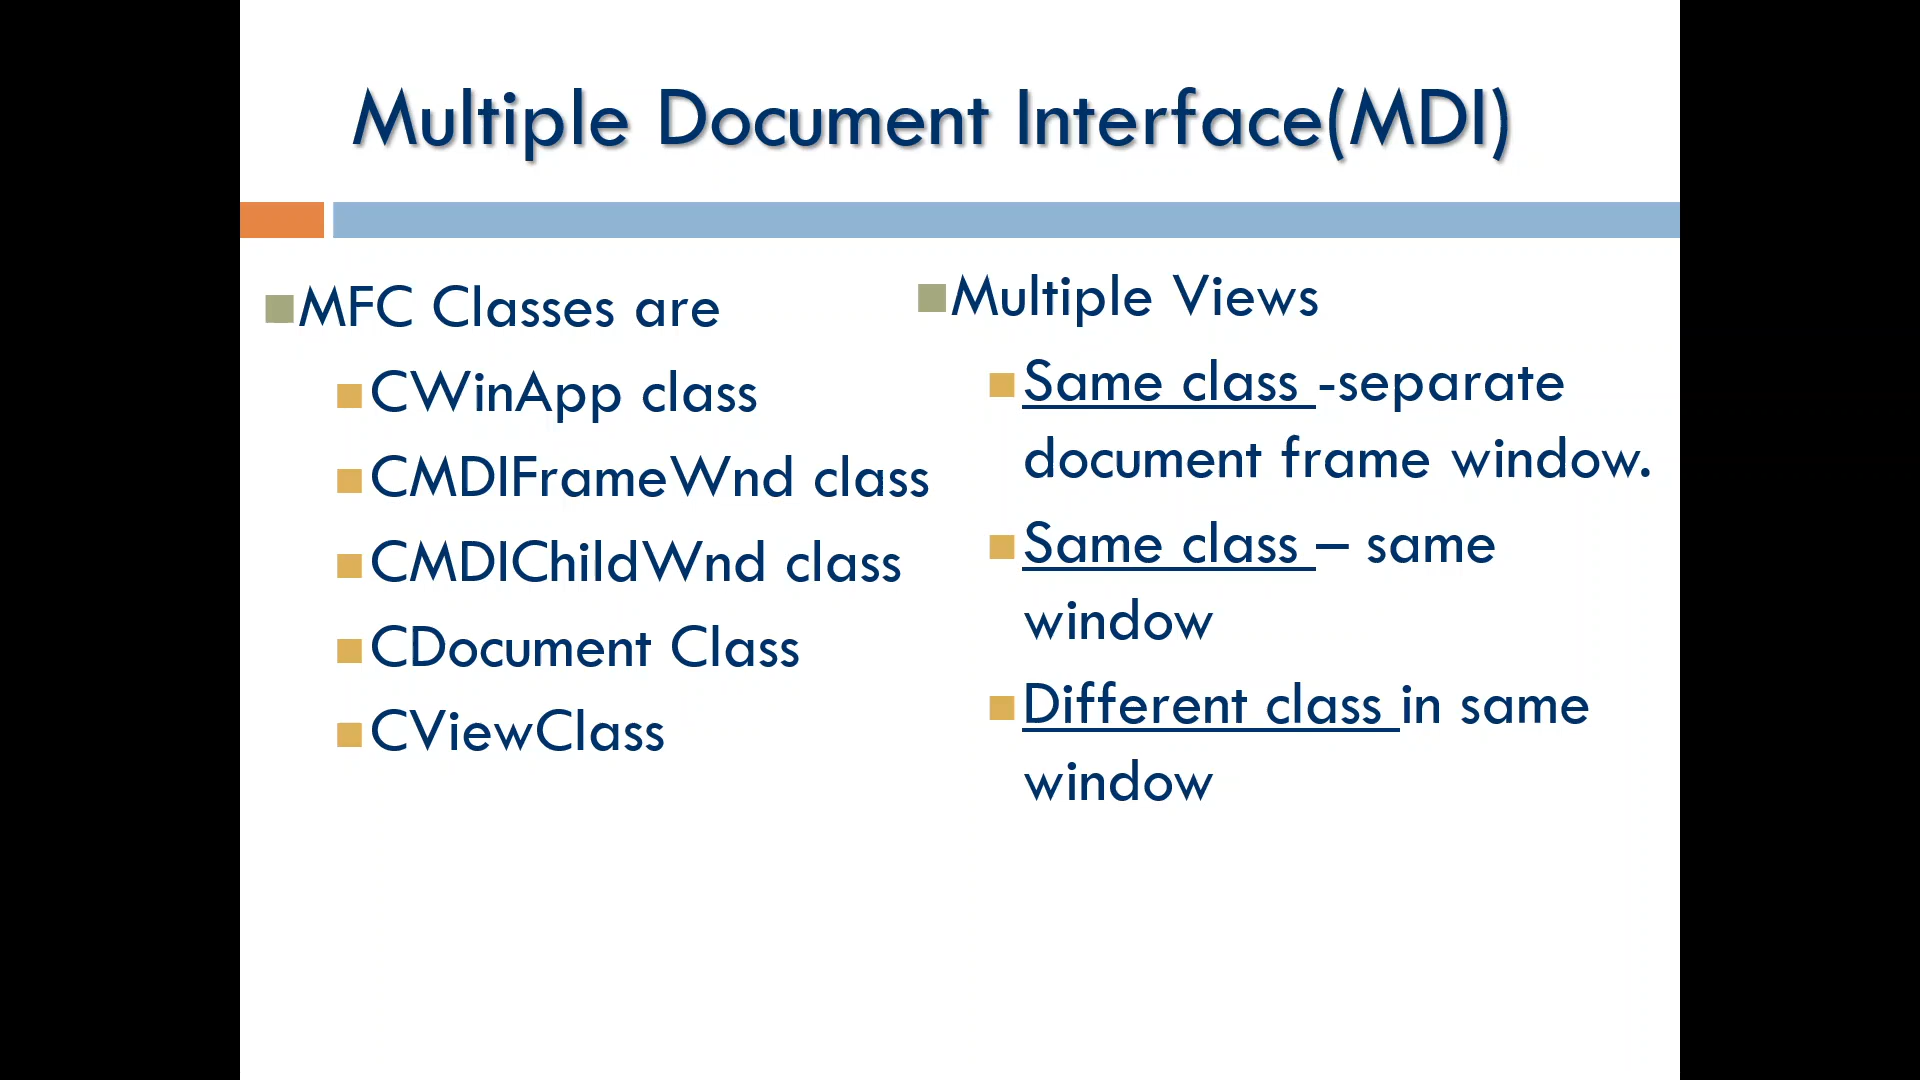 Multiple Document Interface(MDI)
MFC Classes are
CWinApp class
CMDIFrameWnd class
CMDIChildWnd class
CDocument Class
CViewClass
Multiple Views
Same class -separate
document frame window.
Same class – same
window
Different class in same
window